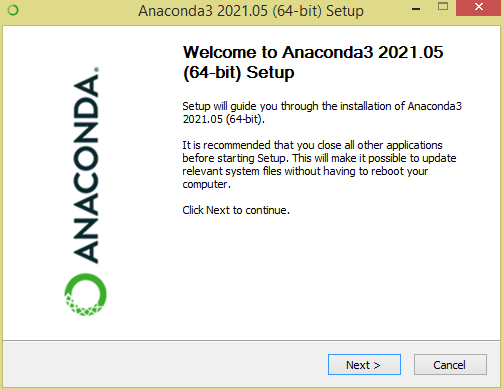 Anaconda3 2021.05 (64-bit) Setup
ANACONDA.
Welcome to Anaconda3 2021.05
(64-bit) Setup
Setup will guide you through the installation of Anaconda3
2021.05 (64-bit).
It is recommended that you close all other applications
before starting Setup. This will make it possible to update
relevant system files without having to reboot your
computer.
Click Next to continue.
Next >
Cancel